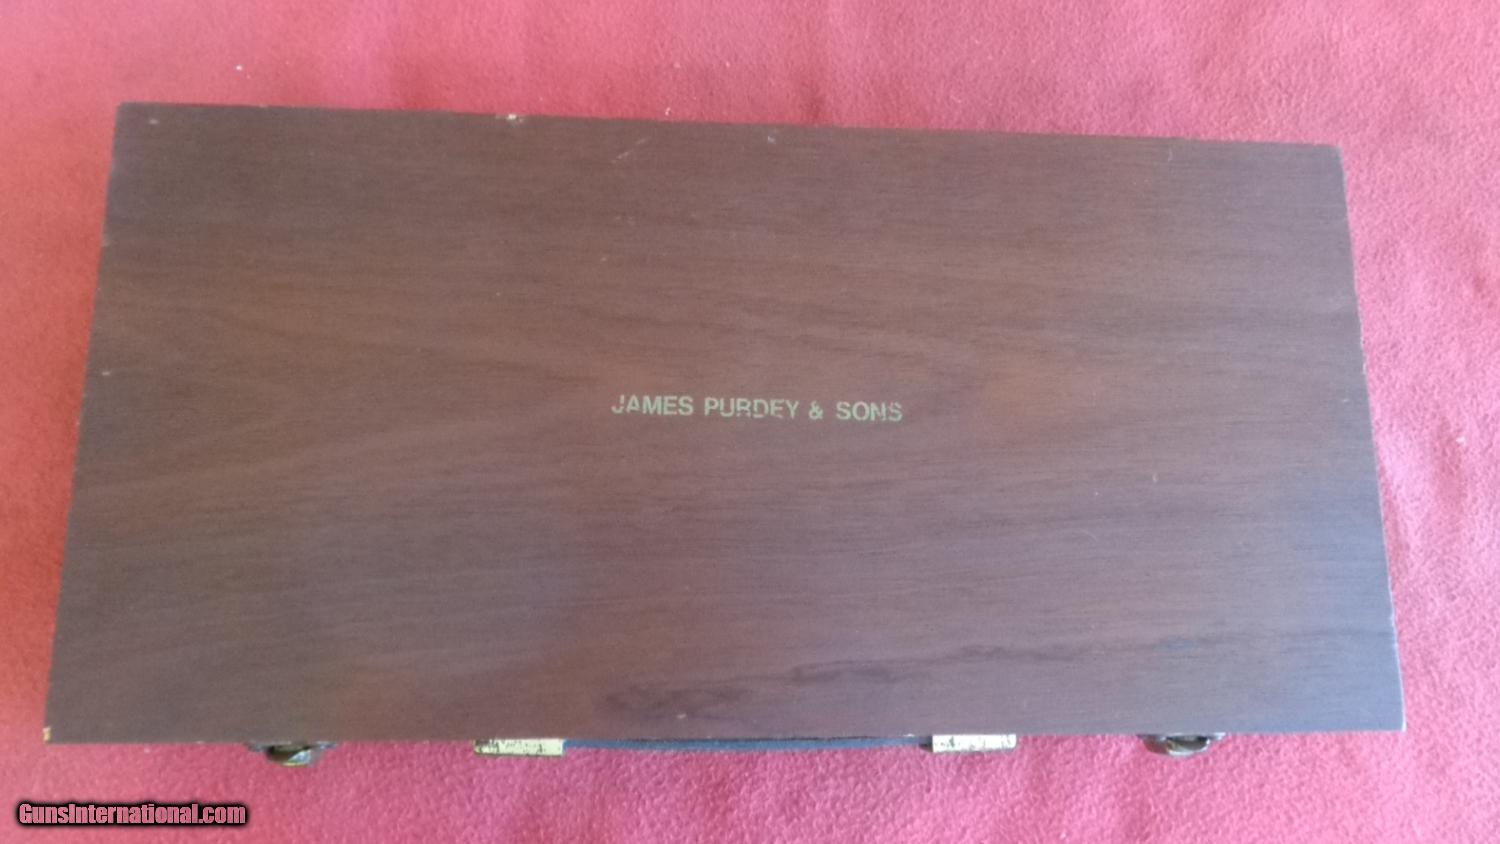 JAMES PURDEY & SONS
GunsInternational.com